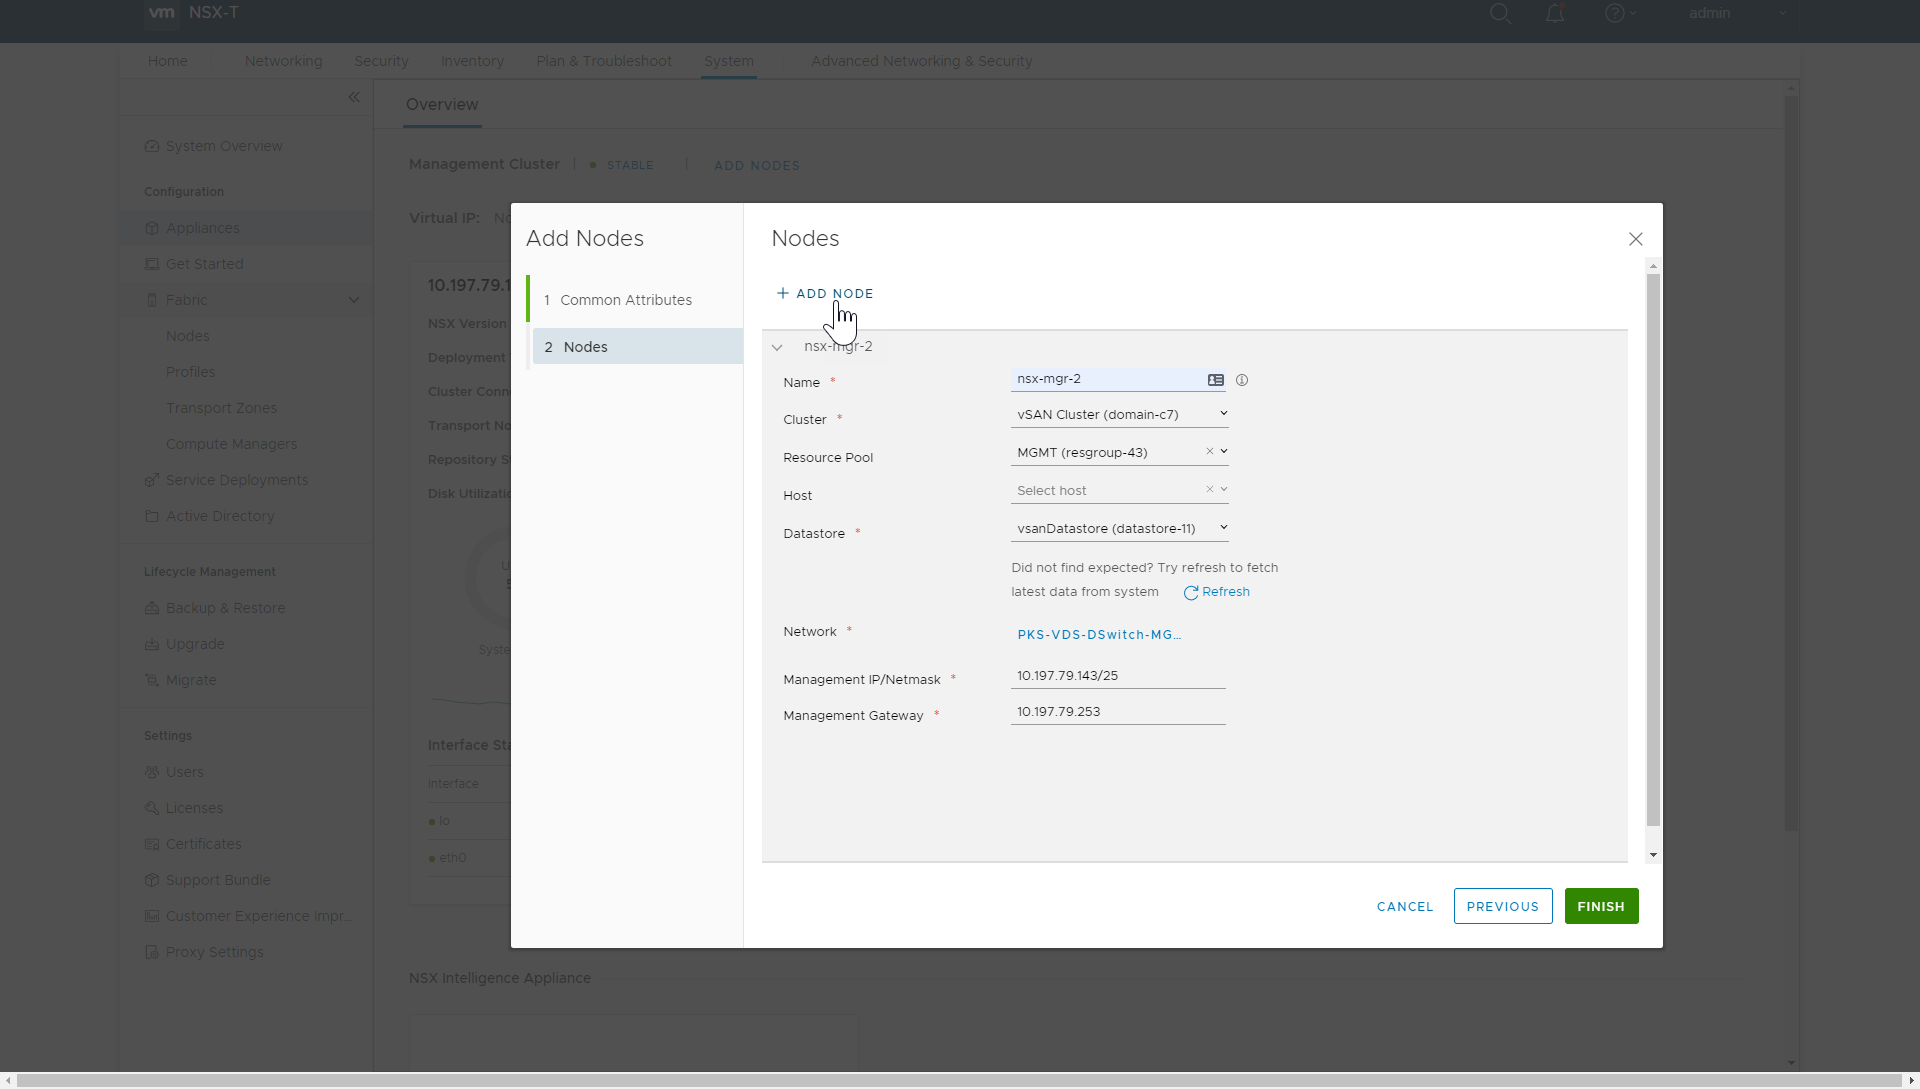 vm NSX-T
admin
Home Networking Security Inventory Plan & Troubleshoot System Advanced Networking & Security
Overview
System Overview
Configuration
Appliances
Get Started
Fabric
Nodes
Profiles
Transport Zones
Compute Managers
Service Deployments
Active Directory
Lifecycle Management
Backup & Restore
Upgrade
Migrate
Settings
Users
Licenses
Certificates
Support Bundle
Customer Experience Impr...
Proxy Settings
Management Cluster | STABLE | ADD NODES
Virtual IP:
10.197.79.1
NSX Version
Deployment
Cluster Conn
Transport No
Repository S
Disk Utilizatio
Syste
Interface Sta
Interface
lo
eth0
NSX Intelligence Appliance
Add Nodes
1 Common Attributes
2 Nodes
Nodes
+ ADD NODE
nsx-mgr-2
Name * nsx-mgr-2
Cluster * vSAN Cluster (domain-c7)
Resource Pool MGMT (resgroup-43)
Host Select host
Datastore * vsanDatastore (datastore-11)
Did not find expected? Try refresh to fetch
latest data from system Refresh
Network * PKS-VDS-DSwitch-MG...
Management IP/Netmask * 10.197.79.143/25
Management Gateway * 10.197.79.253
CANCEL PREVIOUS FINISH